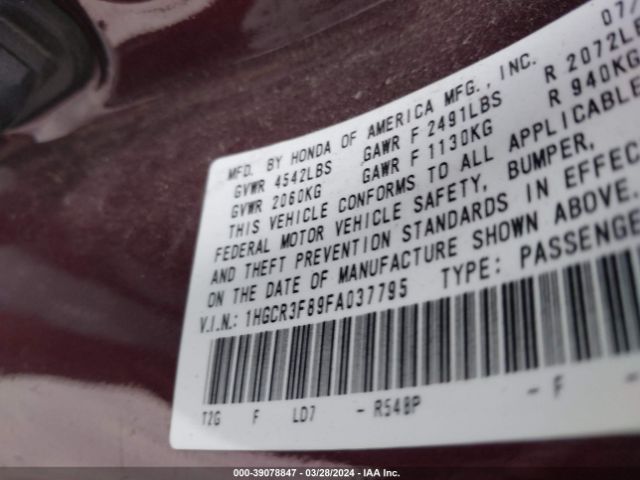 07/
MFD. BY HONDA OF AMERICA MFG., INC.
GVWR 4542LBS GAWR F 2491LBS R 2072LB
GVWR 2060KG GAWR F 1130KG R 940KG
THIS VEHICLE CONFORMS TO ALL APPLICABLE
FEDERAL MOTOR VEHICLE SAFETY, BUMPER,
AND THEFT PREVENTION STANDARDS IN EFFEC
ON THE DATE OF MANUFACTURE SHOWN ABOVE.
V.I.N.: 1HGCR3F89FA037795 TYPE: PASSENGE
T2G F LD7 - R548P - F -
000-39078847 - 03/28/2024 - IAA Inc.